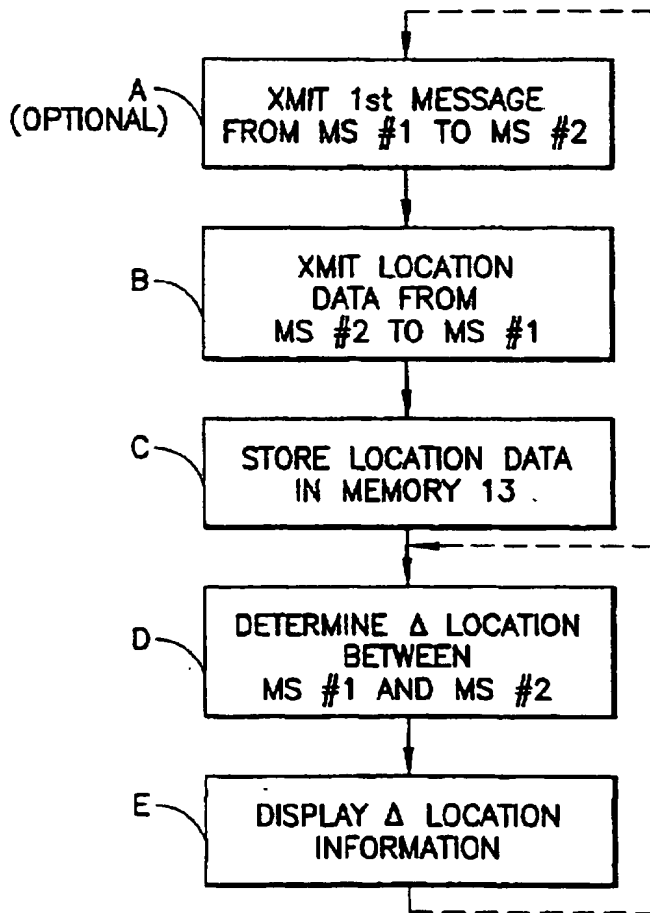 A
(OPTIONAL)
XMIT 1st MESSAGE
FROM MS #1 TO MS #2
B
XMIT LOCATION
DATA FROM
MS #2 TO MS #1
C
STORE LOCATION DATA
IN MEMORY 13
D
DETERMINE Δ LOCATION
BETWEEN
MS #1 AND MS #2
E
DISPLAY Δ LOCATION
INFORMATION